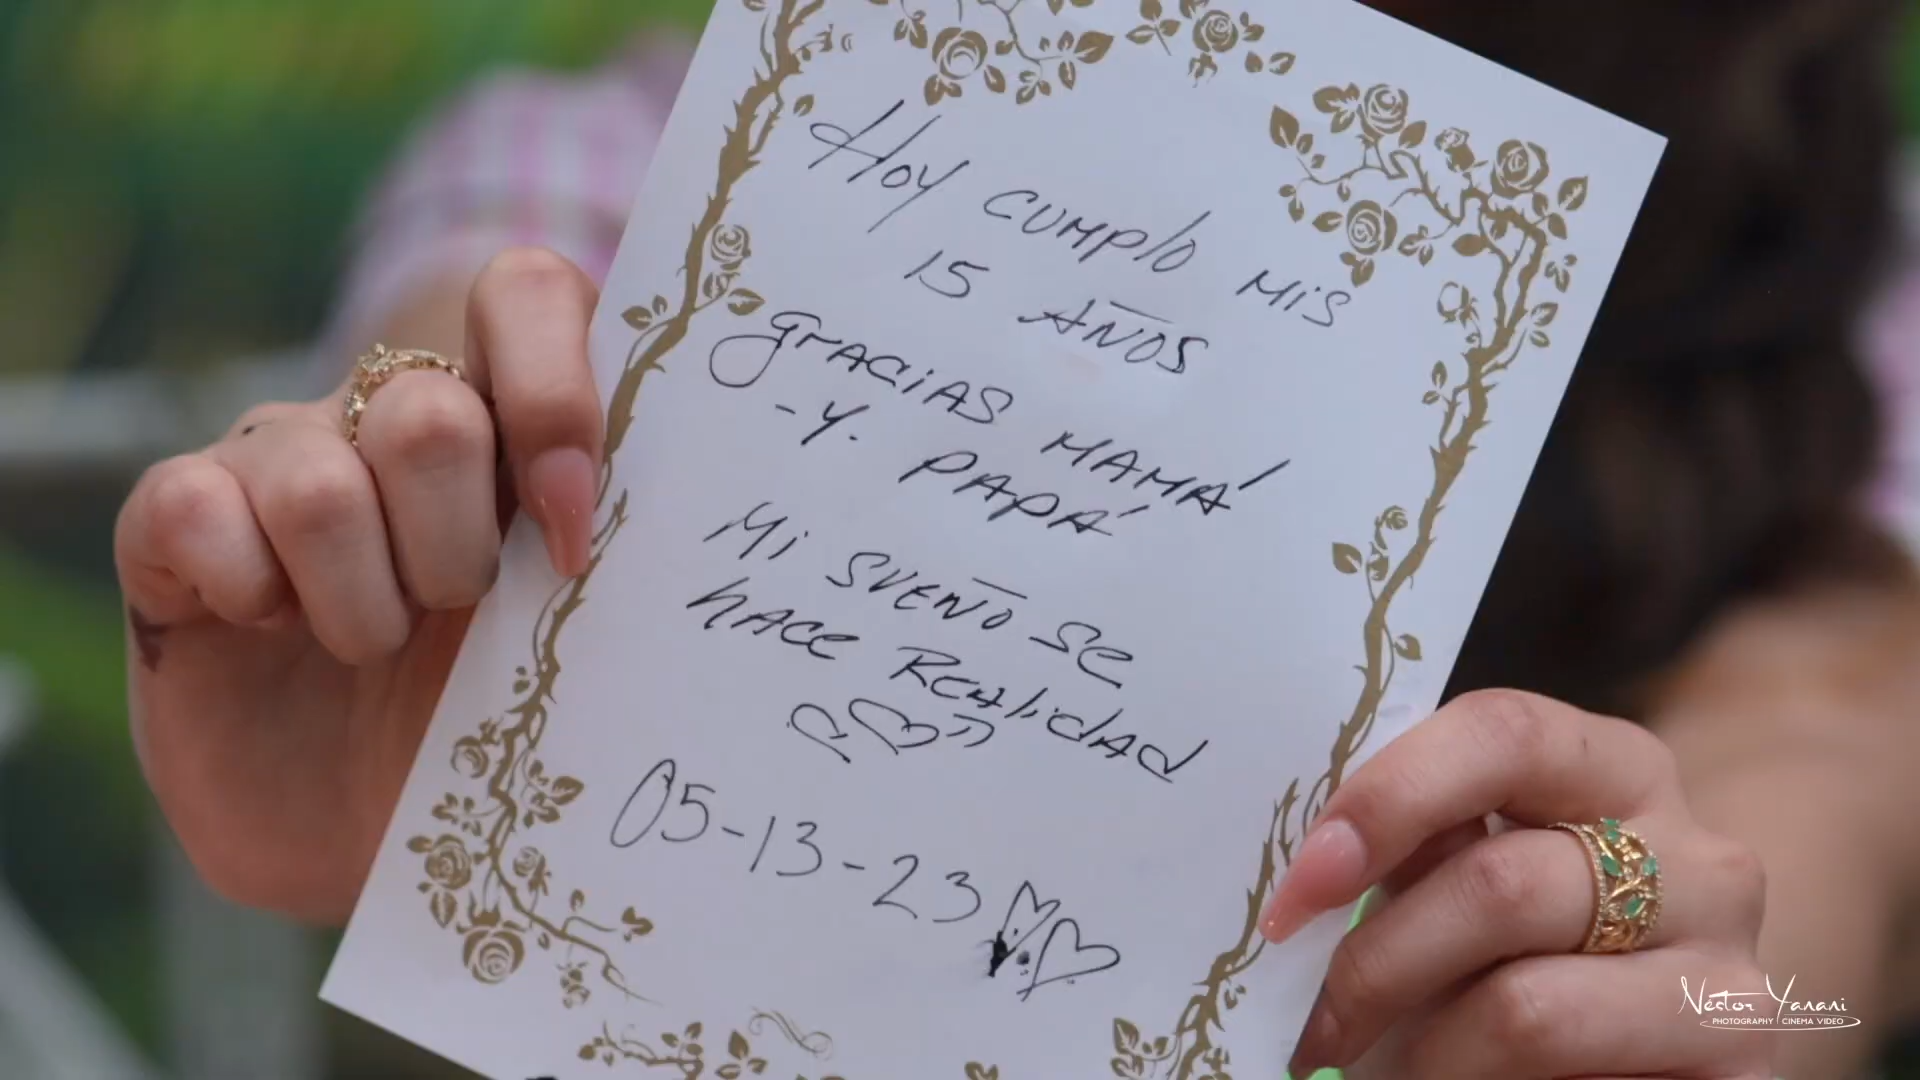 Hoy cumplo mis
15 AÑOS
gracias MAMÁ
-y. PAPÁ
Mi SUEÑO SE
hace Realidad
05-13-23
Néstor Yanani
PHOTOGRAPHY CINEMA VIDEO